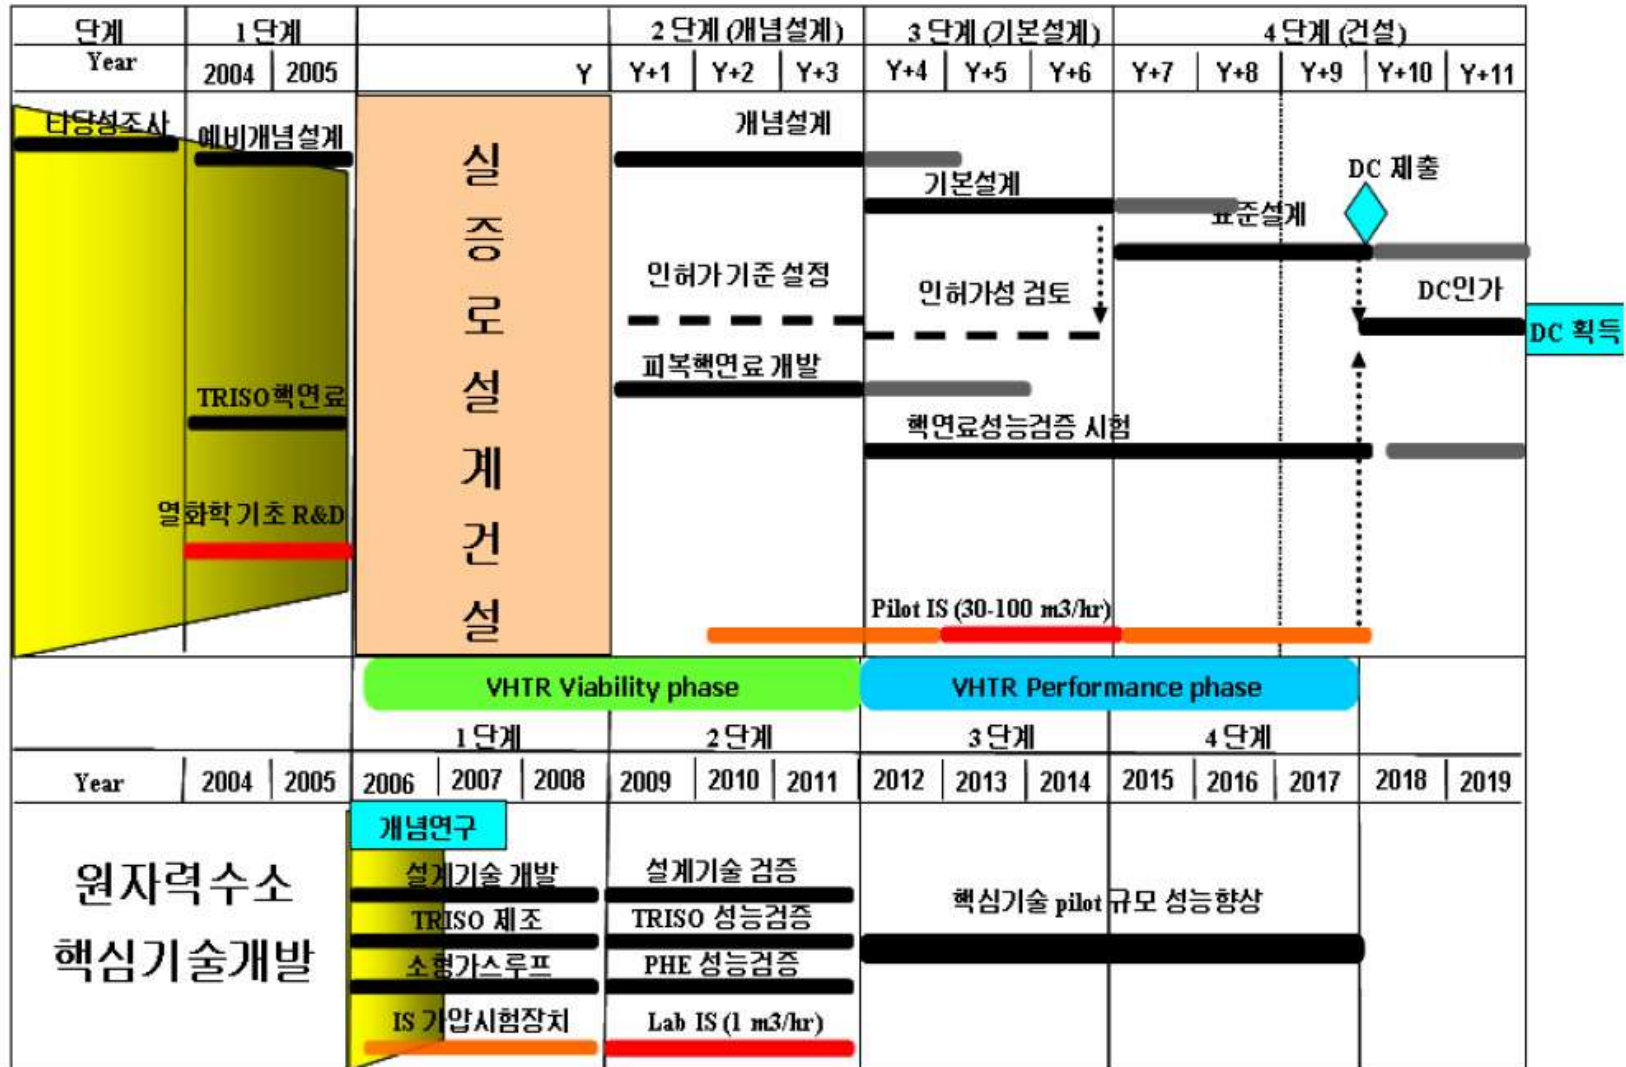 단계 1단계 2단계 (개념설계) 3단계 (기본설계) 4단계 (건설)
Year 2004 2005 Y Y+1 Y+2 Y+3 Y+4 Y+5 Y+6 Y+7 Y+8 Y+9 Y+10 Y+11
타당성조사
예비개념설계
개념설계
DC 제출
기본설계
표준설계
실증로설계건설
인허가기준 설정
인허가성 검토
DC인가
DC 획득
피복핵연료 개발
TRISO핵연료
핵연료성능검증 시험
열화학기초 R&D
Pilot IS (30-100 m3/hr)
VHTR Viability phase VHTR Performance phase
1단계 2단계 3단계 4단계
Year 2004 2005 2006 2007 2008 2009 2010 2011 2012 2013 2014 2015 2016 2017 2018 2019
개념연구
원자력수소
핵심기술개발
설계기술 개발 설계기술 검증
핵심기술 pilot 규모 성능향상
TRISO 제조 TRISO 성능검증
소형가스루프 PHE 성능검증
IS 가압시험장치 Lab IS (1 m3/hr)